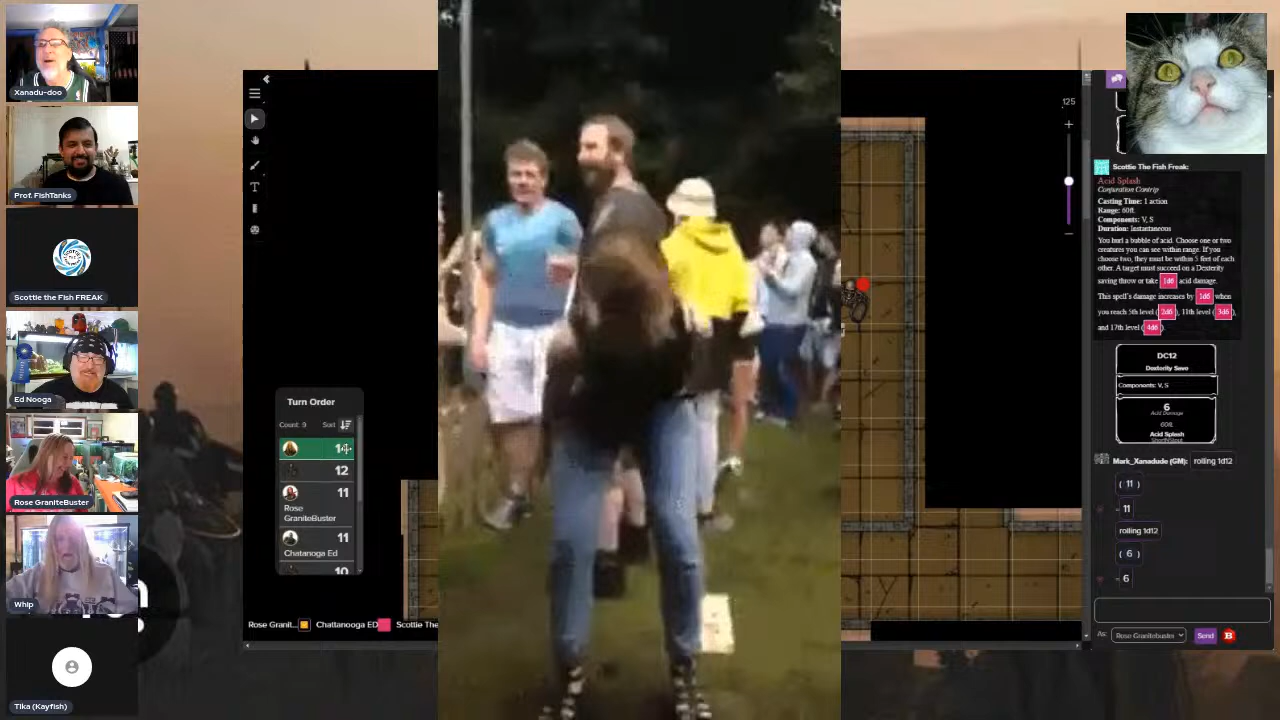 Xanadu-doo
Prof. FishTanks
Scottie the Fish FREAK
Ed Nooga
Rose GraniteBuster
Whip
Tika (Kayfish)
Turn Order
Count: 9 Sort
12
11
Rose
GraniteBuster
11
Chatanoga Ed
10
Rose Granit...
Chattanooga ED
Scottie The
125
Scottie The Fish Freak:
Acid Splash
Conjuration Cantrip
Casting Time: 1 action
Range: 60ft
Components: V, S
Duration: Instantaneous
You hurl a bubble of acid. Choose one or two
creatures you can see within range. If you
choose two, they must be within 5 feet of each
other. A target must succeed on a Dexterity
saving throw or take 1d6 acid damage.
This spell's damage increases by 1d6 when
you reach 5th level (2d6), 11th level (3d6),
and 17th level (4d6).
DC12
Dexterity Save
Components: V, S
6
Acid Damage
60ft
Acid Splash
Mark_Xanadude (GM): rolling 1d12
( 11 )
= 11
rolling 1d12
( 6 )
= 6
As: Rose Granitebuster
Send